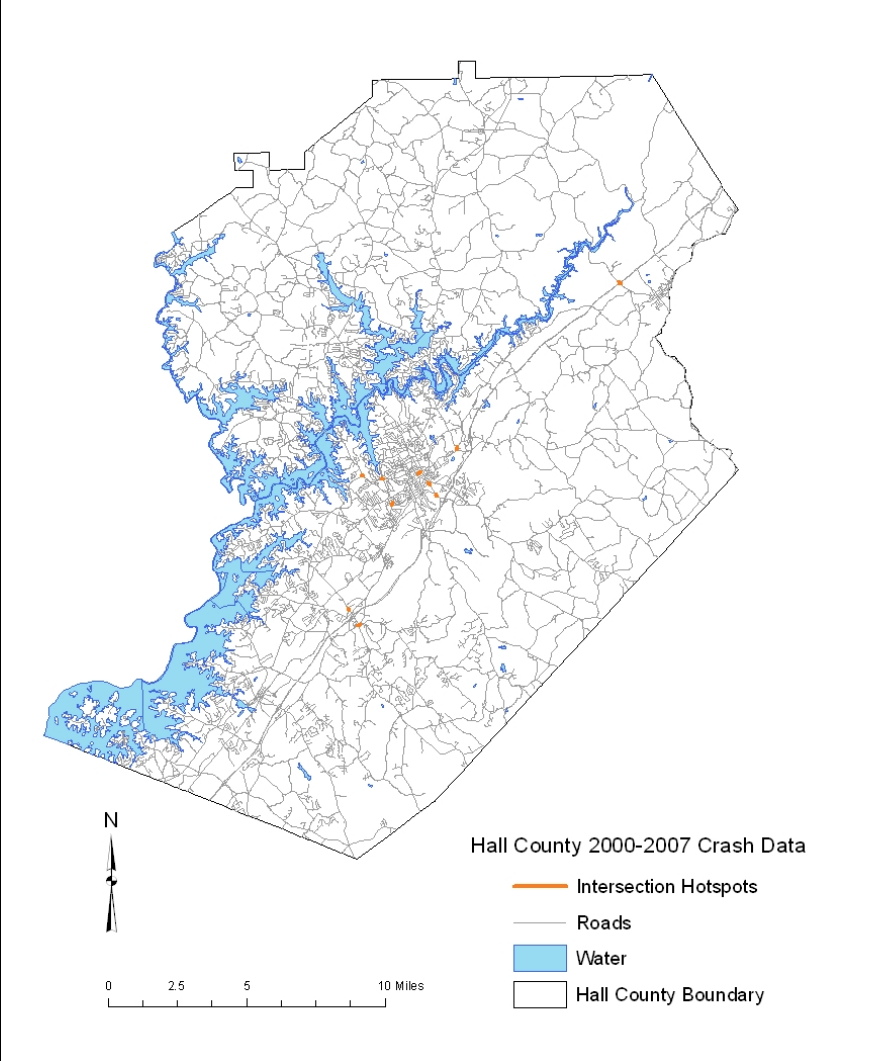 N
0 2.5 5 10 Miles
Hall County 2000-2007 Crash Data
Intersection Hotspots
Roads
Water
Hall County Boundary